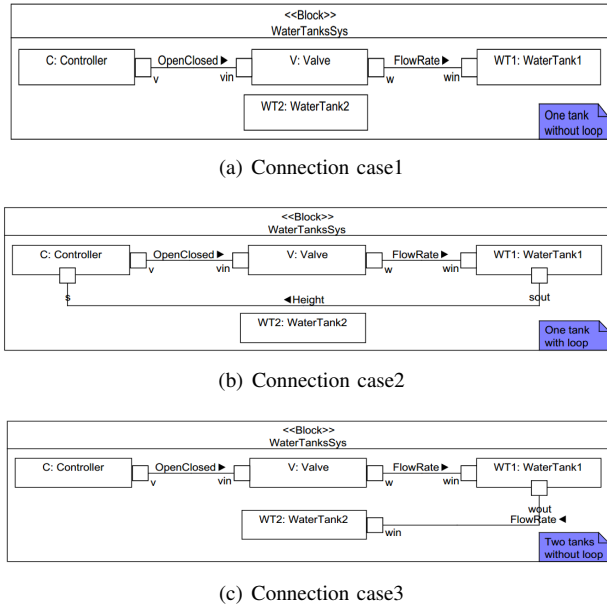 <<Block>>
WaterTanksSys
C: Controller
OpenClosed ▶
V: Valve
FlowRate ▶
WT1: WaterTank1
v
vin
w
win
WT2: WaterTank2
One tank
without loop
(a) Connection case1
<<Block>>
WaterTanksSys
C: Controller
OpenClosed ▶
V: Valve
FlowRate ▶
WT1: WaterTank1
v
vin
w
win
s
◀Height
sout
WT2: WaterTank2
One tank
with loop
(b) Connection case2
<<Block>>
WaterTanksSys
C: Controller
OpenClosed ▶
V: Valve
FlowRate ▶
WT1: WaterTank1
v
vin
w
win
wout
WT2: WaterTank2
FlowRate ◀
win
Two tanks
without loop
(c) Connection case3